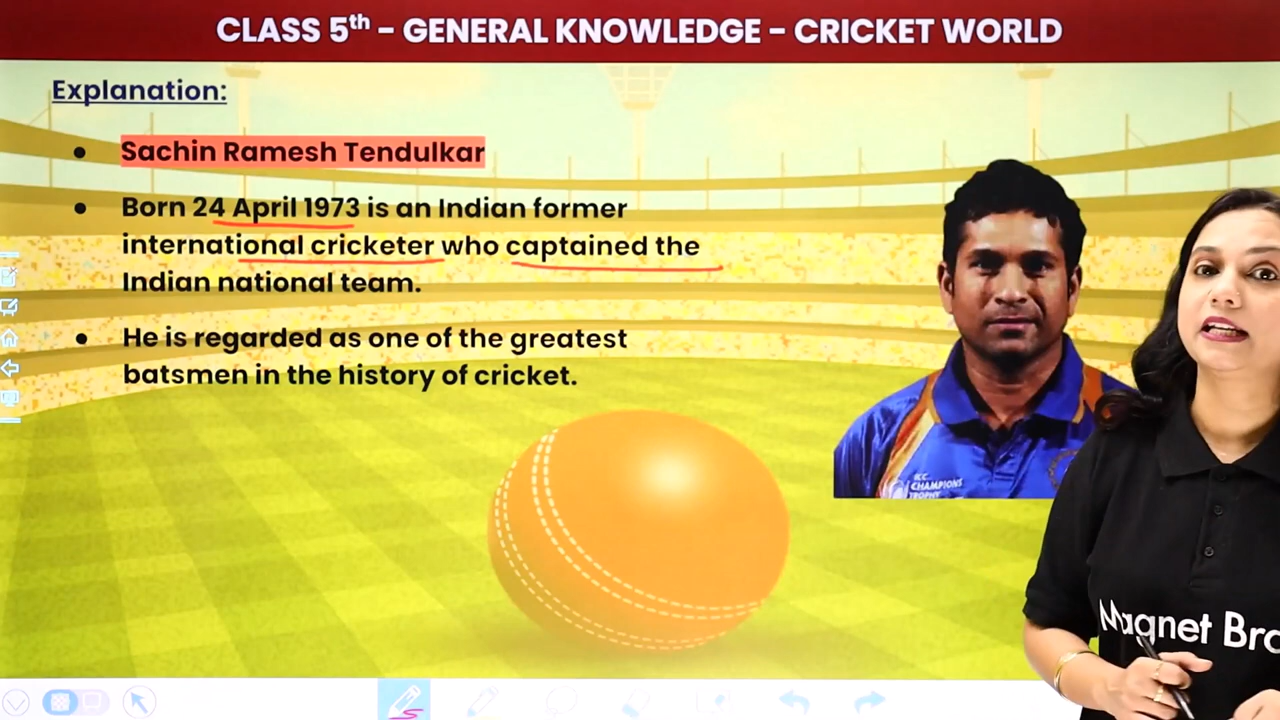 CLASS 5th – GENERAL KNOWLEDGE – CRICKET WORLD
Explanation:
Sachin Ramesh Tendulkar
Born 24 April 1973 is an Indian former
international cricketer who captained the
Indian national team.
He is regarded as one of the greatest
batsmen in the history of cricket.
ICC
CHAMPIONS
TROPHY
Magnet Bra